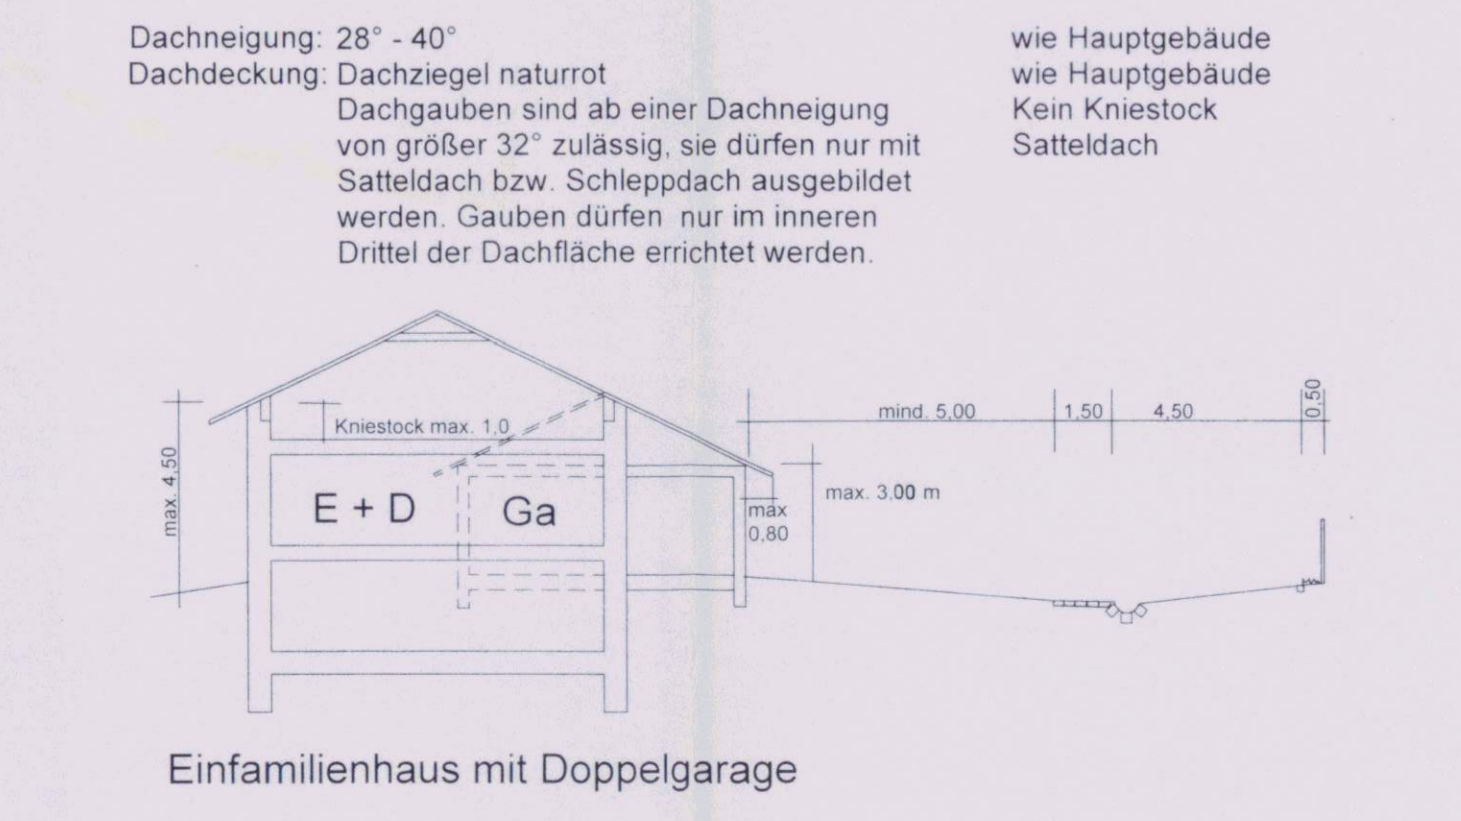 Dachneigung: 28° - 40°
Dachdeckung: Dachziegel naturrot
Dachgauben sind ab einer Dachneigung
von größer 32° zulässig, sie dürfen nur mit
Satteldach bzw. Schleppdach ausgebildet
werden. Gauben dürfen nur im inneren
Drittel der Dachfläche errichtet werden.
wie Hauptgebäude
wie Hauptgebäude
Kein Kniestock
Satteldach
max. 4,50
Kniestock max. 1,0
E + D
Ga
max
0,80
max. 3,00 m
mind. 5,00
1,50
4,50
0,50
Einfamilienhaus mit Doppelgarage